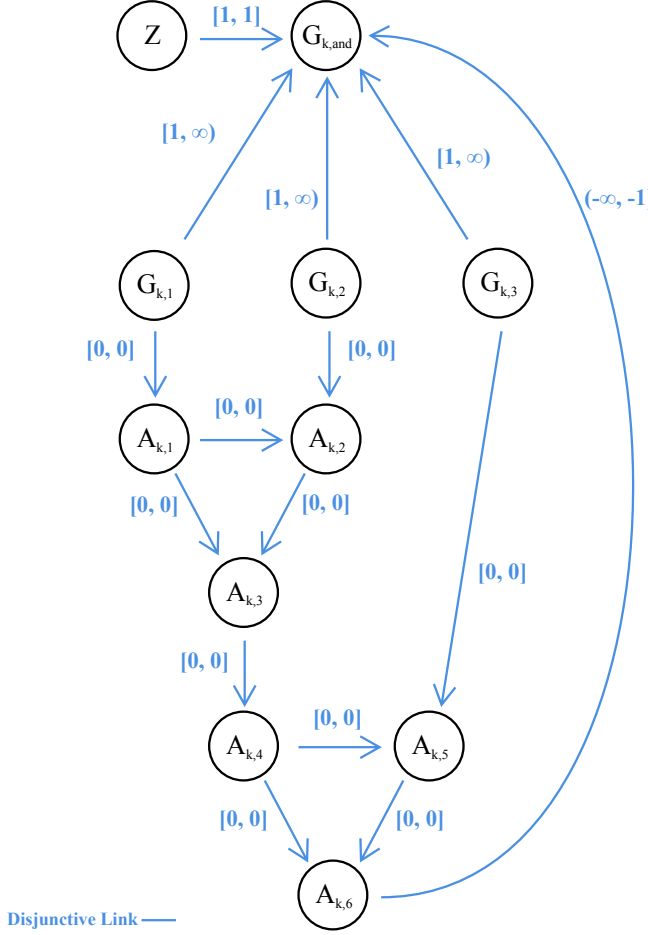 [1, 1]
Z
G k,and
[1, ∞)
[1, ∞)
[1, ∞)
(-∞, -1]
G k,1
G k,2
G k,3
[0, 0]
[0, 0]
[0, 0]
A k,1
A k,2
[0, 0]
[0, 0]
[0, 0]
A k,3
[0, 0]
[0, 0]
A k,4
A k,5
[0, 0]
[0, 0]
A k,6
Disjunctive Link